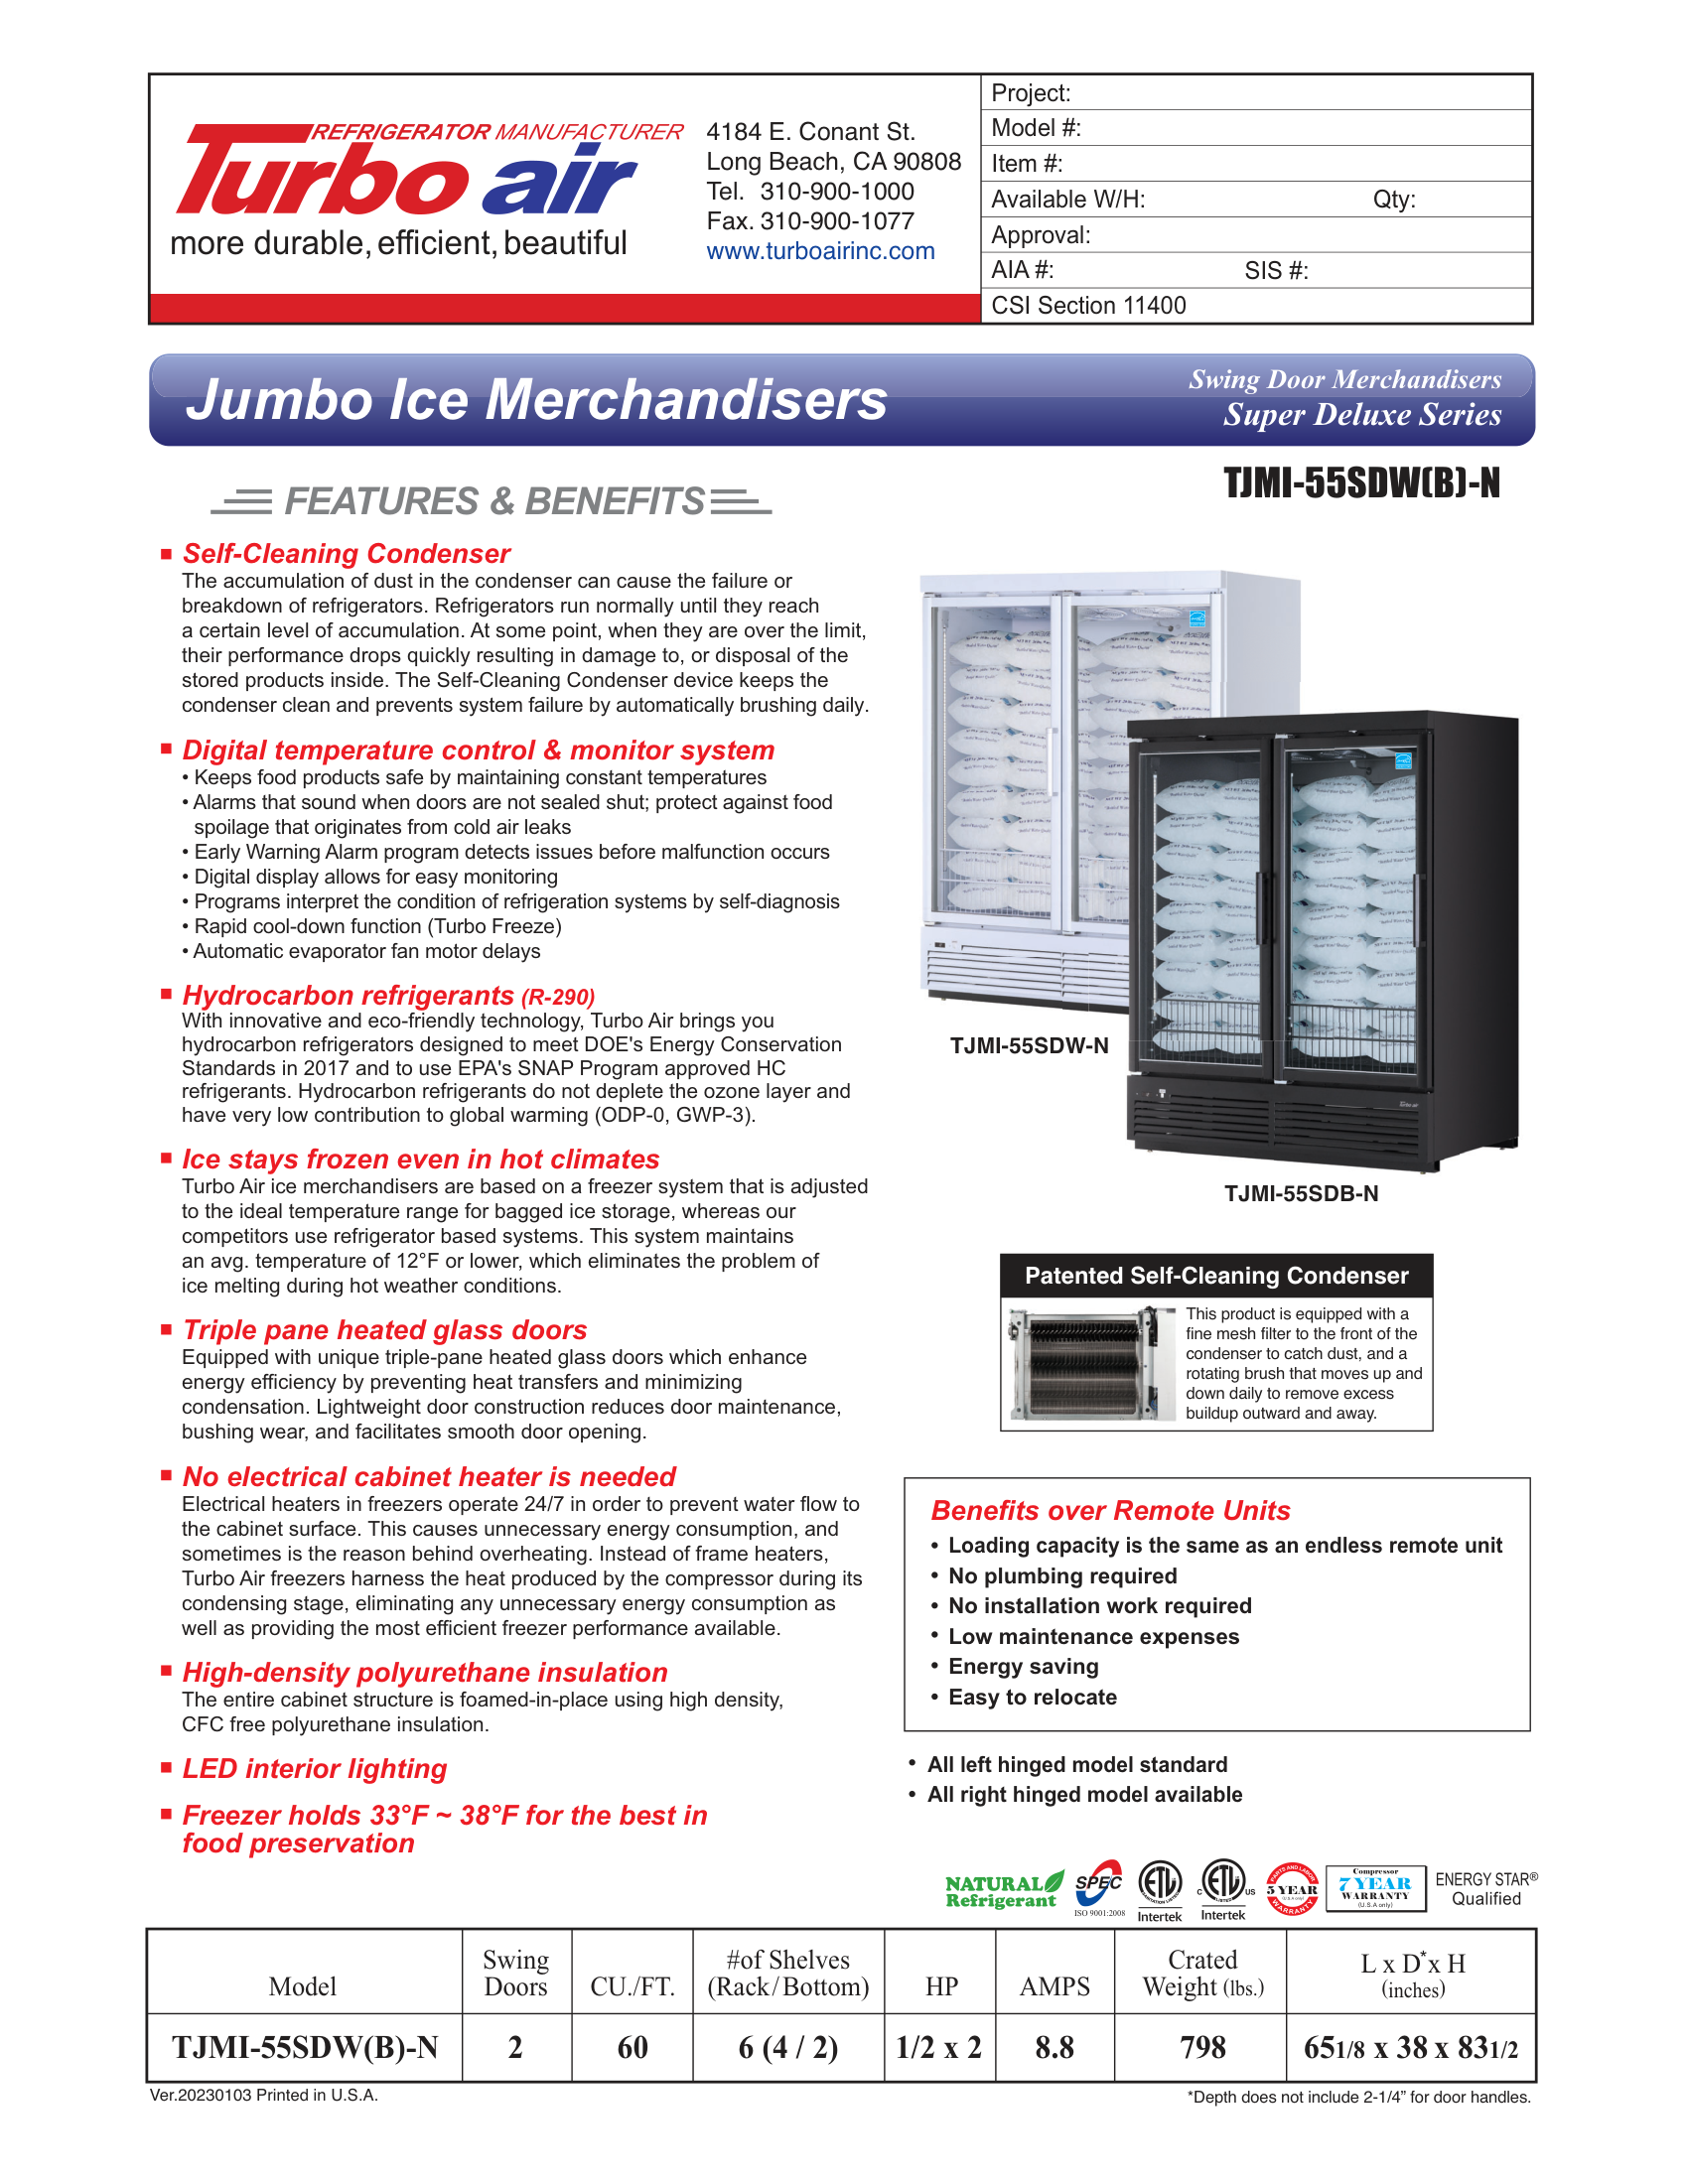 REFRIGERATOR MANUFACTURER
Turbo air
more durable, efficient, beautiful
4184 E. Conant St.
Long Beach, CA 90808
Tel. 310-900-1000
Fax. 310-900-1077
www.turboairinc.com
Project:
Model #:
Item #:
Available W/H: Qty:
Approval:
AIA #: SIS #:
CSI Section 11400
Jumbo Ice Merchandisers
Swing Door Merchandisers
Super Deluxe Series
TJMI-55SDW(B)-N
FEATURES & BENEFITS
Self-Cleaning Condenser
The accumulation of dust in the condenser can cause the failure or
breakdown of refrigerators. Refrigerators run normally until they reach
a certain level of accumulation. At some point, when they are over the limit,
their performance drops quickly resulting in damage to, or disposal of the
stored products inside. The Self-Cleaning Condenser device keeps the
condenser clean and prevents system failure by automatically brushing daily.
Digital temperature control & monitor system
• Keeps food products safe by maintaining constant temperatures
• Alarms that sound when doors are not sealed shut; protect against food
spoilage that originates from cold air leaks
• Early Warning Alarm program detects issues before malfunction occurs
• Digital display allows for easy monitoring
• Programs interpret the condition of refrigeration systems by self-diagnosis
• Rapid cool-down function (Turbo Freeze)
• Automatic evaporator fan motor delays
Hydrocarbon refrigerants (R-290)
With innovative and eco-friendly technology, Turbo Air brings you
hydrocarbon refrigerators designed to meet DOE's Energy Conservation
Standards in 2017 and to use EPA's SNAP Program approved HC
refrigerants. Hydrocarbon refrigerants do not deplete the ozone layer and
have very low contribution to global warming (ODP-0, GWP-3).
Ice stays frozen even in hot climates
Turbo Air ice merchandisers are based on a freezer system that is adjusted
to the ideal temperature range for bagged ice storage, whereas our
competitors use refrigerator based systems. This system maintains
an avg. temperature of 12°F or lower, which eliminates the problem of
ice melting during hot weather conditions.
Triple pane heated glass doors
Equipped with unique triple-pane heated glass doors which enhance
energy efficiency by preventing heat transfers and minimizing
condensation. Lightweight door construction reduces door maintenance,
bushing wear, and facilitates smooth door opening.
No electrical cabinet heater is needed
Electrical heaters in freezers operate 24/7 in order to prevent water flow to
the cabinet surface. This causes unnecessary energy consumption, and
sometimes is the reason behind overheating. Instead of frame heaters,
Turbo Air freezers harness the heat produced by the compressor during its
condensing stage, eliminating any unnecessary energy consumption as
well as providing the most efficient freezer performance available.
High-density polyurethane insulation
The entire cabinet structure is foamed-in-place using high density,
CFC free polyurethane insulation.
LED interior lighting
Freezer holds 33°F ~ 38°F for the best in
food preservation
TJMI-55SDW-N
TJMI-55SDB-N
Patented Self-Cleaning Condenser
This product is equipped with a
fine mesh filter to the front of the
condenser to catch dust, and a
rotating brush that moves up and
down daily to remove excess
buildup outward and away.
Benefits over Remote Units
• Loading capacity is the same as an endless remote unit
• No plumbing required
• No installation work required
• Low maintenance expenses
• Energy saving
• Easy to relocate
• All left hinged model standard
• All right hinged model available
NATURAL
Refrigerant
SPEC
ISO 9001:2008
ETL
Intertek
C ETL US
LISTED
Intertek
PARTS AND LABOR
5 YEAR
(U.S.A only)
WARRANTY
Compressor
7 YEAR
WARRANTY
(U.S.A only)
ENERGY STAR®
Qualified
Model Swing Doors CU./FT. #of Shelves (Rack/Bottom) HP AMPS Crated Weight (lbs.) L x D* x H (inches)
TJMI-55SDW(B)-N 2 60 6 (4 / 2) 1/2 x 2 8.8 798 651/8 x 38 x 831/2
Ver.20230103 Printed in U.S.A.
*Depth does not include 2-1/4” for door handles.